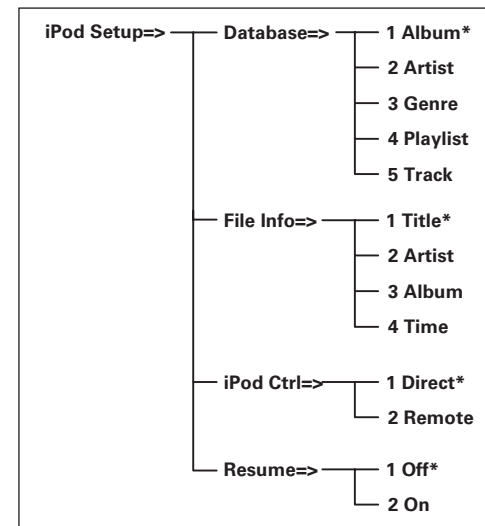 iPod Setup=> Database=> 1 Album*
2 Artist
3 Genre
4 Playlist
5 Track
File Info=> 1 Title*
2 Artist
3 Album
4 Time
iPod Ctrl=> 1 Direct*
2 Remote
Resume=> 1 Off*
2 On